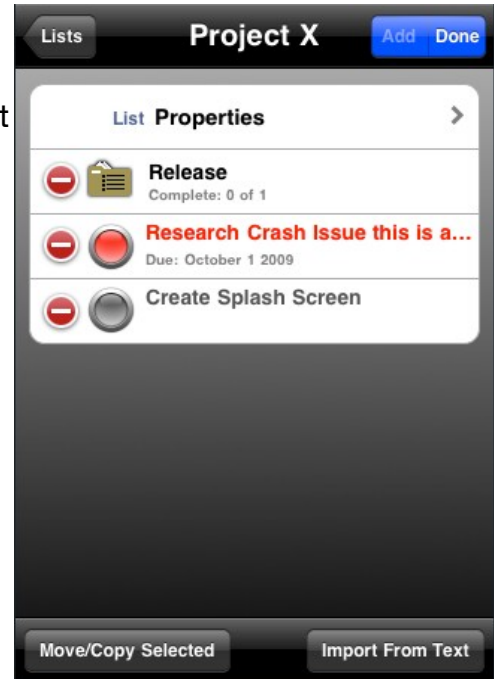 Lists Project X Add Done
t
List Properties
Release
Complete: 0 of 1
Research Crash Issue this is a...
Due: October 1 2009
Create Splash Screen
Move/Copy Selected Import From Text